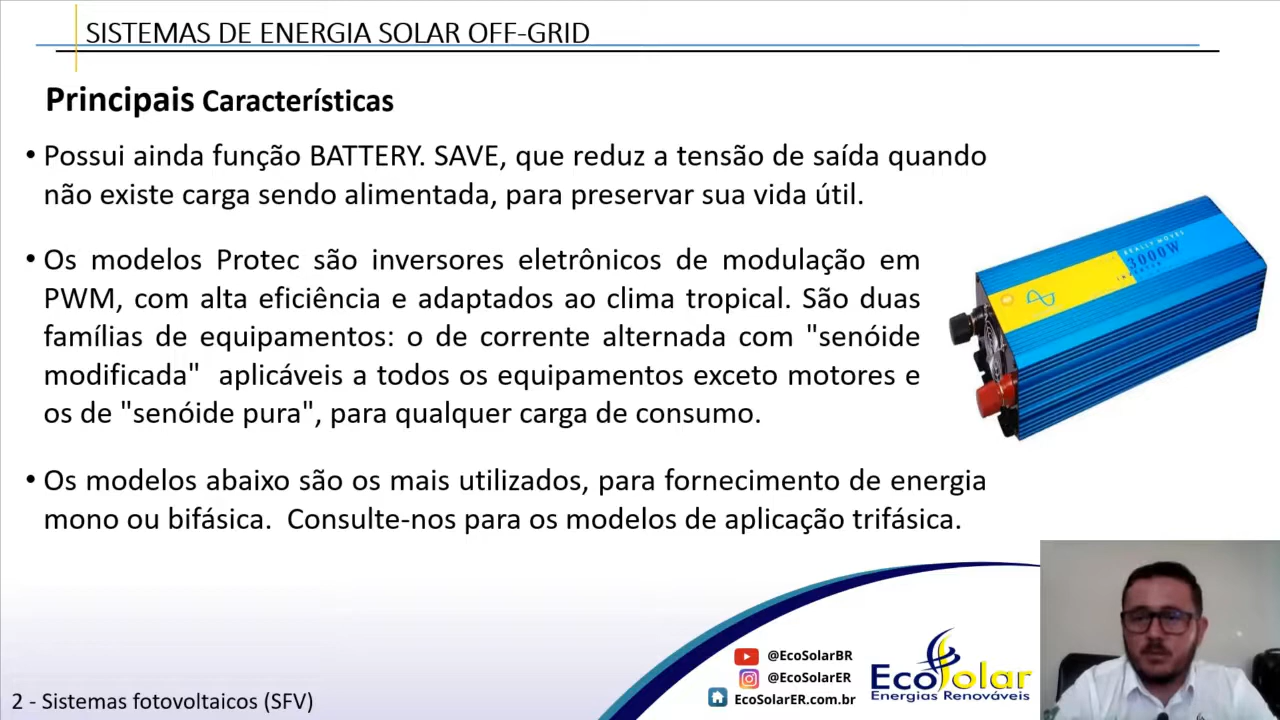 SISTEMAS DE ENERGIA SOLAR OFF-GRID
Principais Características
• Possui ainda função BATTERY. SAVE, que reduz a tensão de saída quando
não existe carga sendo alimentada, para preservar sua vida útil.
• Os modelos Protec são inversores eletrônicos de modulação em
PWM, com alta eficiência e adaptados ao clima tropical. São duas
famílias de equipamentos: o de corrente alternada com "senóide
modificada" aplicáveis a todos os equipamentos exceto motores e
os de "senóide pura", para qualquer carga de consumo.
• Os modelos abaixo são os mais utilizados, para fornecimento de energia
mono ou bifásica. Consulte-nos para os modelos de aplicação trifásica.
3000W
@EcoSolarBR
@EcoSolarER
EcoSolarER.com.br
EcoSolar
Energias Renováveis
2 - Sistemas fotovoltaicos (SFV)